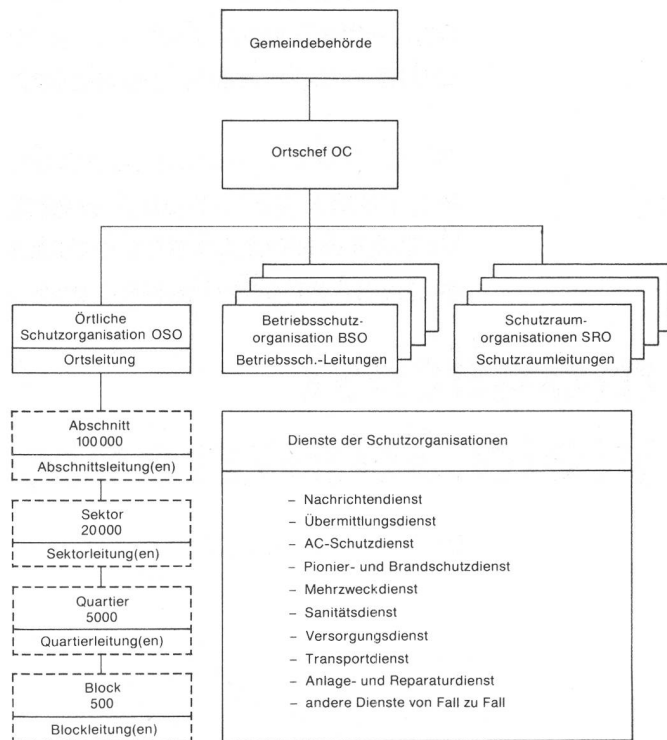 Gemeindebehörde
Ortschef OC
Örtliche
Schutzorganisation OSO
Ortsleitung
Betriebsschutz-
organisation BSO
Betriebssch.-Leitungen
Schutzraum-
organisationen SRO
Schutzraumleitungen
Abschnitt
100 000
Abschnittsleitung(en)
Sektor
20 000
Sektorleitung(en)
Quartier
5000
Quartierleitung(en)
Block
500
Blockleitung(en)
Dienste der Schutzorganisationen
– Nachrichtendienst
– Übermittlungsdienst
– AC-Schutzdienst
– Pionier- und Brandschutzdienst
– Mehrzweckdienst
– Sanitätsdienst
– Versorgungsdienst
– Transportdienst
– Anlage- und Reparaturdienst
– andere Dienste von Fall zu Fall